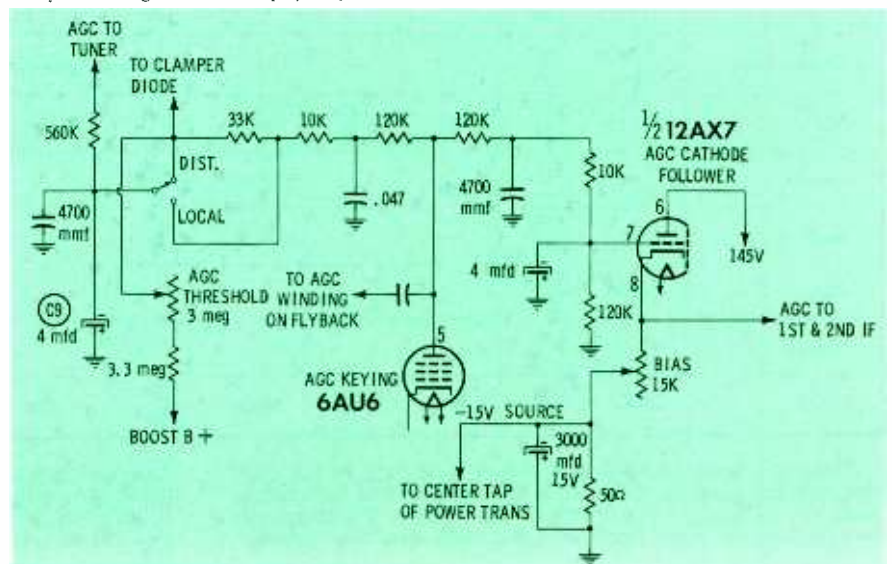 AGC TO
TUNER
TO CLAMPER
DIODE
560K
33K
10K
120K
120K
½ 12AX7
AGC CATHODE
FOLLOWER
DIST.
LOCAL
4700
mmf
.047
4700
mmf
10K
6
7
8
145V
4 mfd
120K
C9
4 mfd
AGC
THRESHOLD
3 meg
TO AGC
WINDING
ON FLYBACK
5
AGC TO
1ST & 2ND IF
3.3 meg
AGC KEYING
6AU6
BIAS
15K
-15V SOURCE
BOOST B +
3000
mfd
15V
TO CENTER TAP
OF POWER TRANS
50Ω